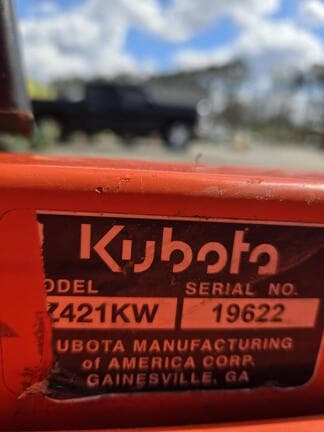 Kubota
ODEL SERIAL NO.
Z421KW 19622
UBOTA MANUFACTURING
of AMERICA CORP.
GAINESVILLE, GA